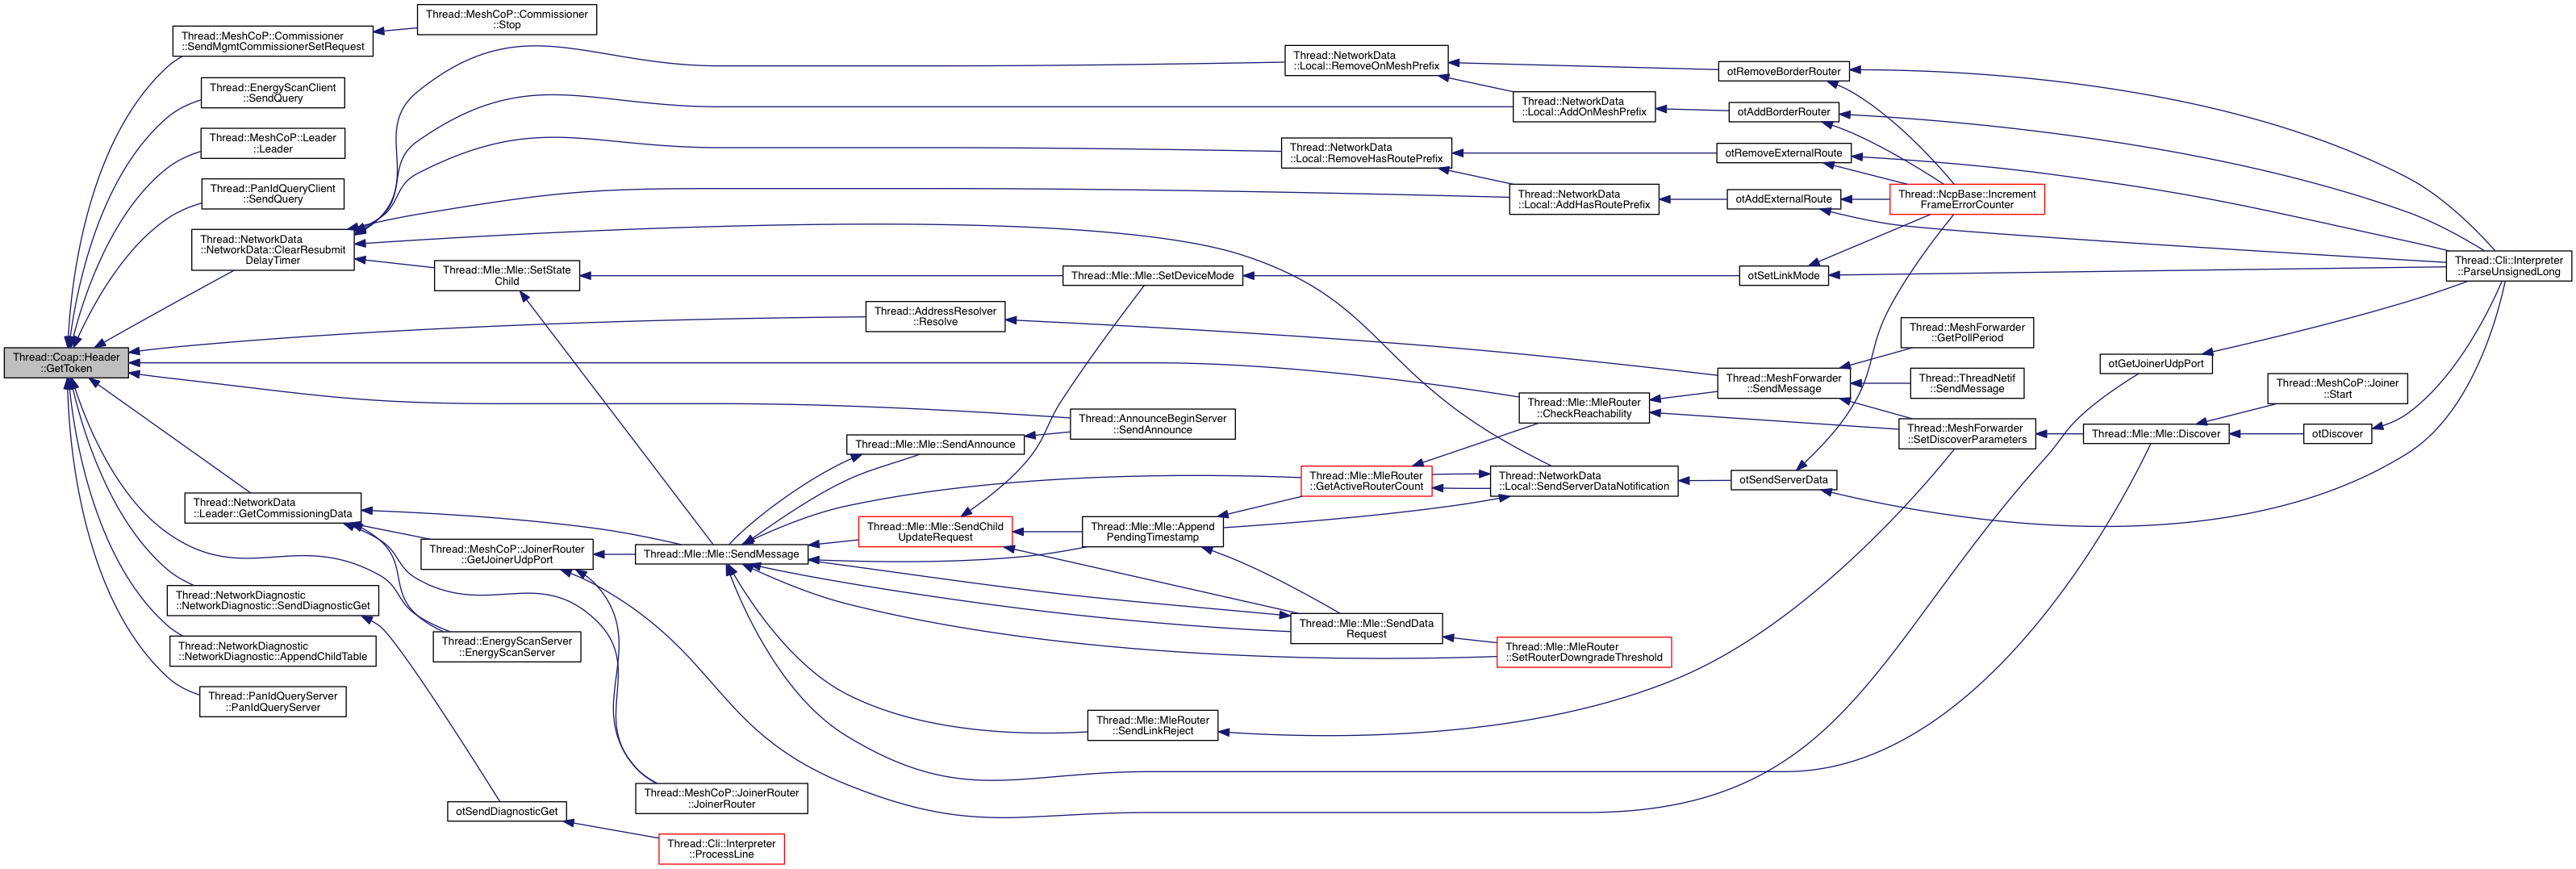 Thread::MeshCoP::Commissioner
::Stop
Thread::MeshCoP::Commissioner
::SendMgmtCommissionerSetRequest
Thread::NetworkData
::Local::RemoveOnMeshPrefix
otRemoveBorderRouter
Thread::EnergyScanClient
::SendQuery
Thread::NetworkData
::Local::AddOnMeshPrefix
otAddBorderRouter
Thread::MeshCoP::Leader
::Leader
Thread::NetworkData
::Local::RemoveHasRoutePrefix
otRemoveExternalRoute
Thread::PanIdQueryClient
::SendQuery
Thread::NetworkData
::Local::AddHasRoutePrefix
otAddExternalRoute
Thread::NcpBase::Increment
FrameErrorCounter
Thread::NetworkData
::NetworkData::ClearResubmit
DelayTimer
Thread::Mle::Mle::SetState
Child
Thread::Mle::Mle::SetDeviceMode
otSetLinkMode
Thread::Cli::Interpreter
::ParseUnsignedLong
Thread::AddressResolver
::Resolve
Thread::MeshForwarder
::GetPollPeriod
Thread::Coap::Header
::GetToken
otGetJoinerUdpPort
Thread::MeshForwarder
::SendMessage
Thread::ThreadNetif
::SendMessage
Thread::MeshCoP::Joiner
::Start
Thread::Mle::MleRouter
::CheckReachability
Thread::AnnounceBeginServer
::SendAnnounce
Thread::MeshForwarder
::SetDiscoverParameters
Thread::Mle::Mle::Discover
otDiscover
Thread::Mle::Mle::SendAnnounce
Thread::Mle::MleRouter
::GetActiveRouterCount
Thread::NetworkData
::Local::SendServerDataNotification
otSendServerData
Thread::NetworkData
::Leader::GetCommissioningData
Thread::Mle::Mle::SendChild
UpdateRequest
Thread::Mle::Mle::Append
PendingTimestamp
Thread::MeshCoP::JoinerRouter
::GetJoinerUdpPort
Thread::Mle::Mle::SendMessage
Thread::NetworkDiagnostic
::NetworkDiagnostic::SendDiagnosticGet
Thread::Mle::Mle::SendData
Request
Thread::EnergyScanServer
::EnergyScanServer
Thread::NetworkDiagnostic
::NetworkDiagnostic::AppendChildTable
Thread::Mle::MleRouter
::SetRouterDowngradeThreshold
Thread::PanIdQueryServer
::PanIdQueryServer
Thread::Mle::MleRouter
::SendLinkReject
Thread::MeshCoP::JoinerRouter
::JoinerRouter
otSendDiagnosticGet
Thread::Cli::Interpreter
::ProcessLine